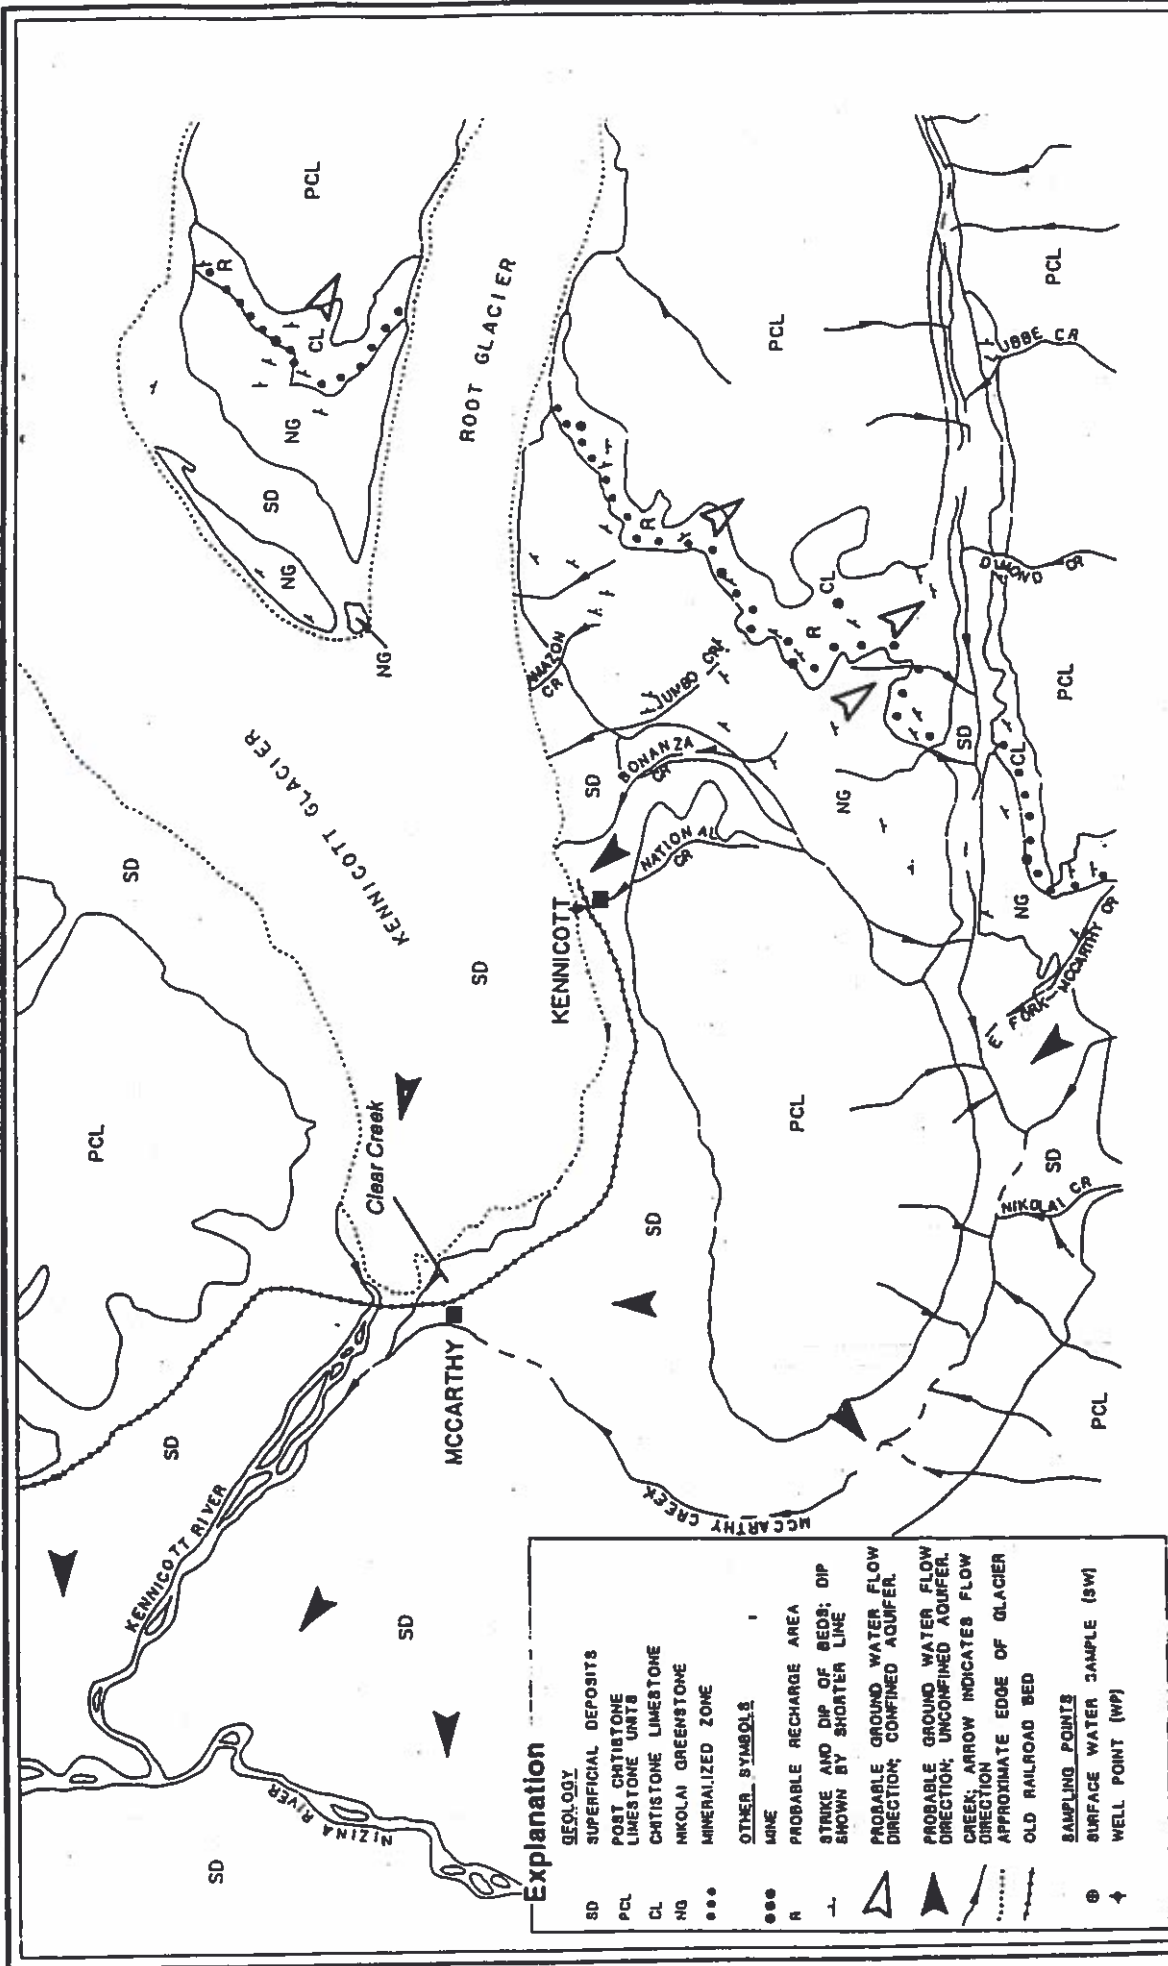 PCL
R
CL
NG
SD
NG
NG
ROOT GLACIER
KENNICOTT GLACIER
SD
PCL
SD
KENNICOTT
PCL
R
CL
R
AMAZON
CR
JUMBO CR
SD
BONANZA
CR
NATIONAL
CR
NG
SD
CL
NG
PCL
UBBE CR
DIMOND CR
PCL
E FORK MCCARTHY CR
PCL
SD
NIKOLAI CR
SD
Clear Creek
MCCARTHY
SD
KENNICOTT RIVER
MCCARTHY CREEK
PCL
SD
NIZINA RIVER
SD
Explanation
GEOLOGY
SD SUPERFICIAL DEPOSITS
PCL POST CHITISTONE
LIMESTONE UNITS
CL CHITISTONE LIMESTONE
NG NIKOLAI GREENSTONE
MINERALIZED ZONE
OTHER SYMBOLS
MINE
R PROBABLE RECHARGE AREA
STRIKE AND DIP OF BEDS; DIP
SHOWN BY SHORTER LINE
PROBABLE GROUND WATER FLOW
DIRECTION; CONFINED AQUIFER.
PROBABLE GROUND WATER FLOW
DIRECTION; UNCONFINED AQUIFER.
CREEK; ARROW INDICATES FLOW
DIRECTION
APPROXIMATE EDGE OF GLACIER
OLD RAILROAD BED
SAMPLING POINTS
SURFACE WATER SAMPLE (SW)
WELL POINT (WP)